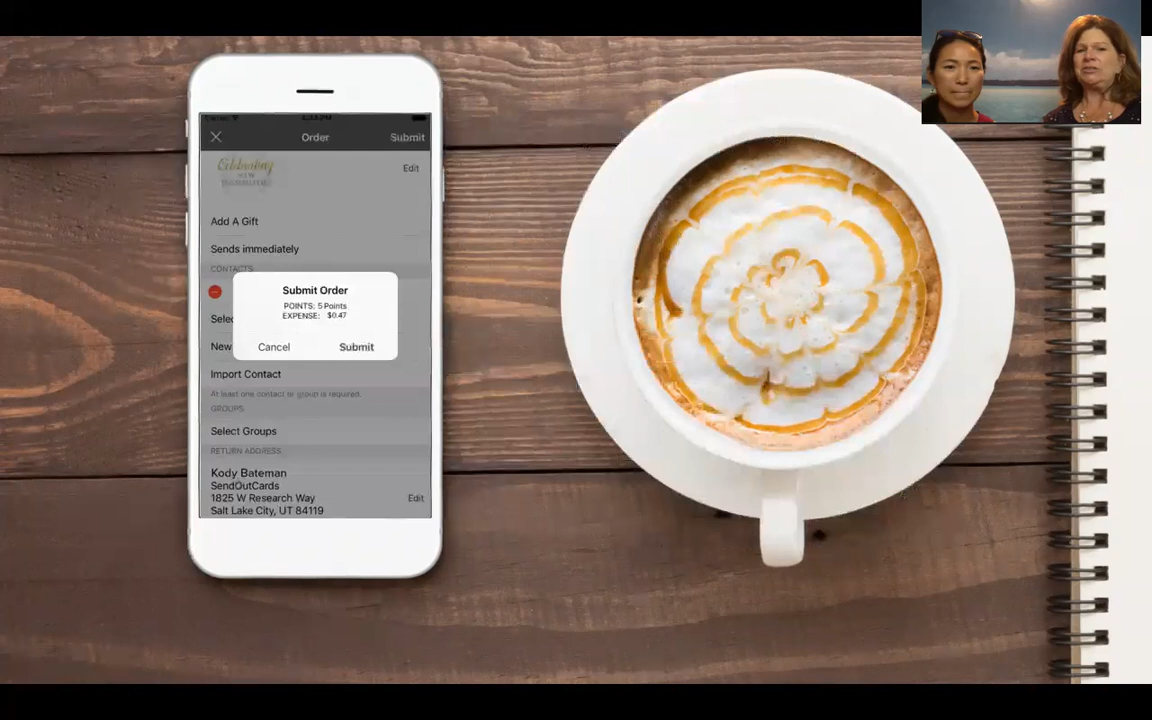 Order
Submit
Celebrating
Edit
Add A Gift
Sends immediately
CONTACTS
Submit Order
POINTS: 5 Points
EXPENSE: $0.47
Cancel
Submit
New
Import Contact
At least one contact or group is required.
GROUPS
Select Groups
RETURN ADDRESS
Kody Bateman
SendOutCards
1825 W Research Way
Edit
Salt Lake City, UT 84119